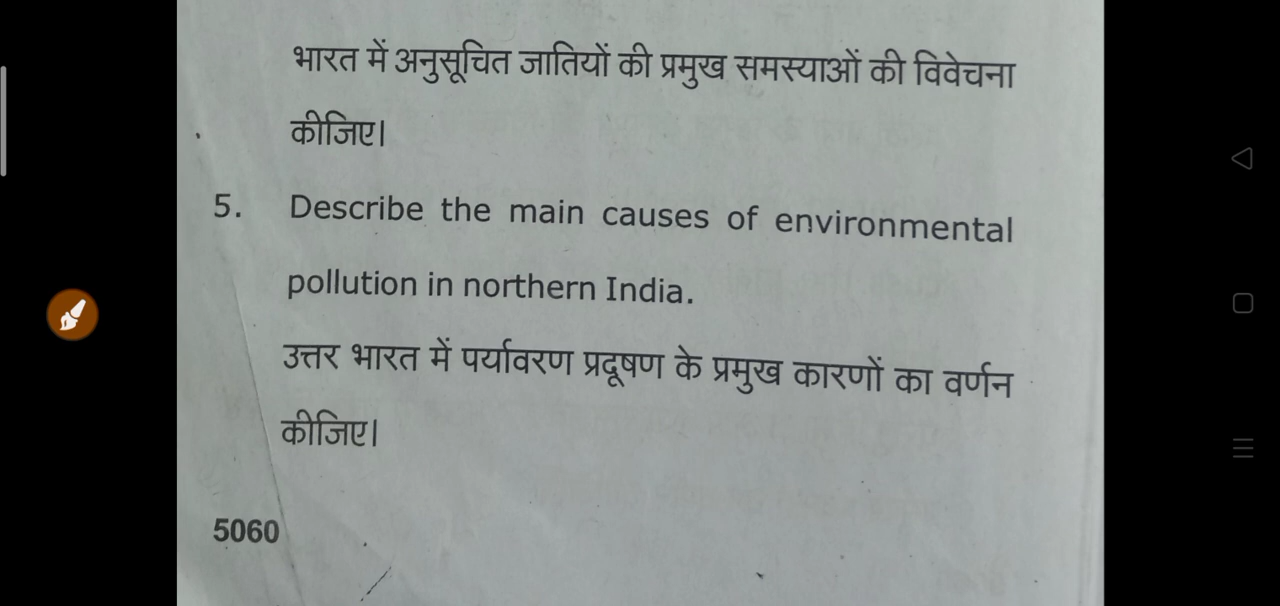 भारत में अनुसूचित जातियों की प्रमुख समस्याओं की विवेचना
कीजिए।
5. Describe the main causes of environmental
pollution in northern India.
उत्तर भारत में पर्यावरण प्रदूषण के प्रमुख कारणों का वर्णन
कीजिए।
5060